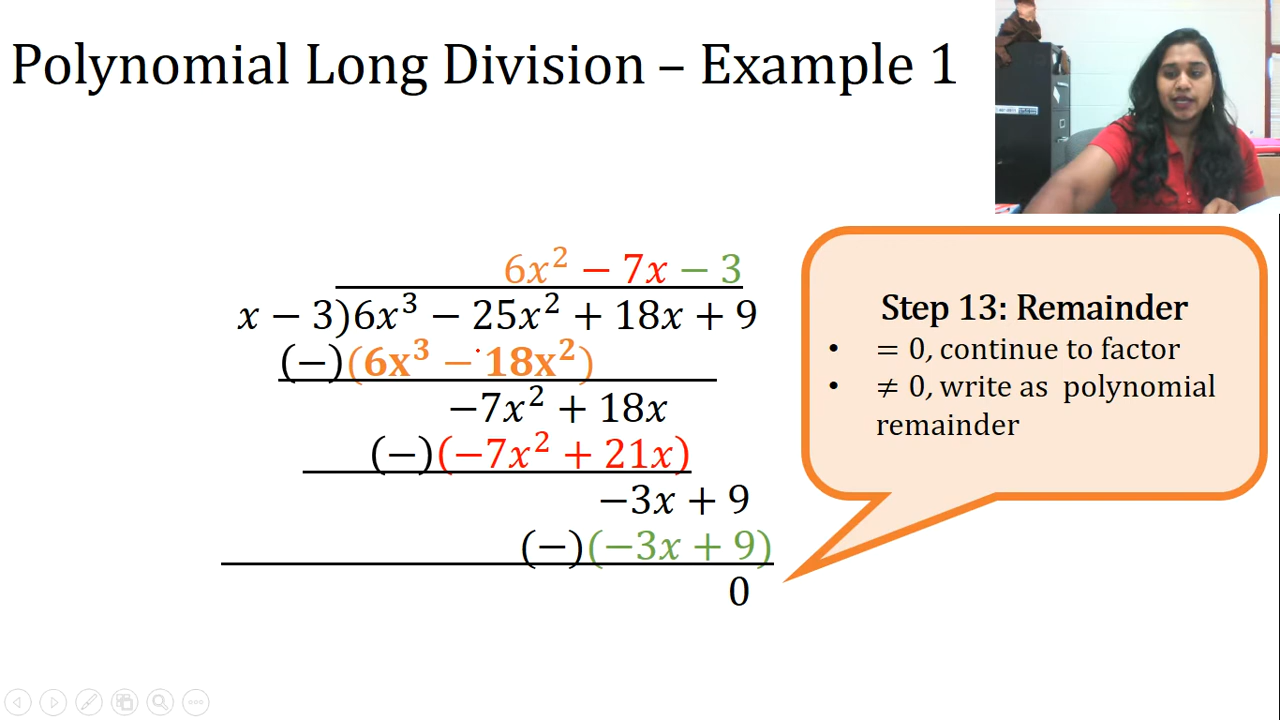 Polynomial Long Division – Example 1
6x² − 7x − 3
x − 3)6x³ − 25x² + 18x + 9
(−)(6x³ − 18x²)
−7x² + 18x
(−)(−7x² + 21x)
−3x + 9
(−)(−3x + 9)
0
Step 13: Remainder
• = 0, continue to factor
• ≠ 0, write as polynomial
remainder